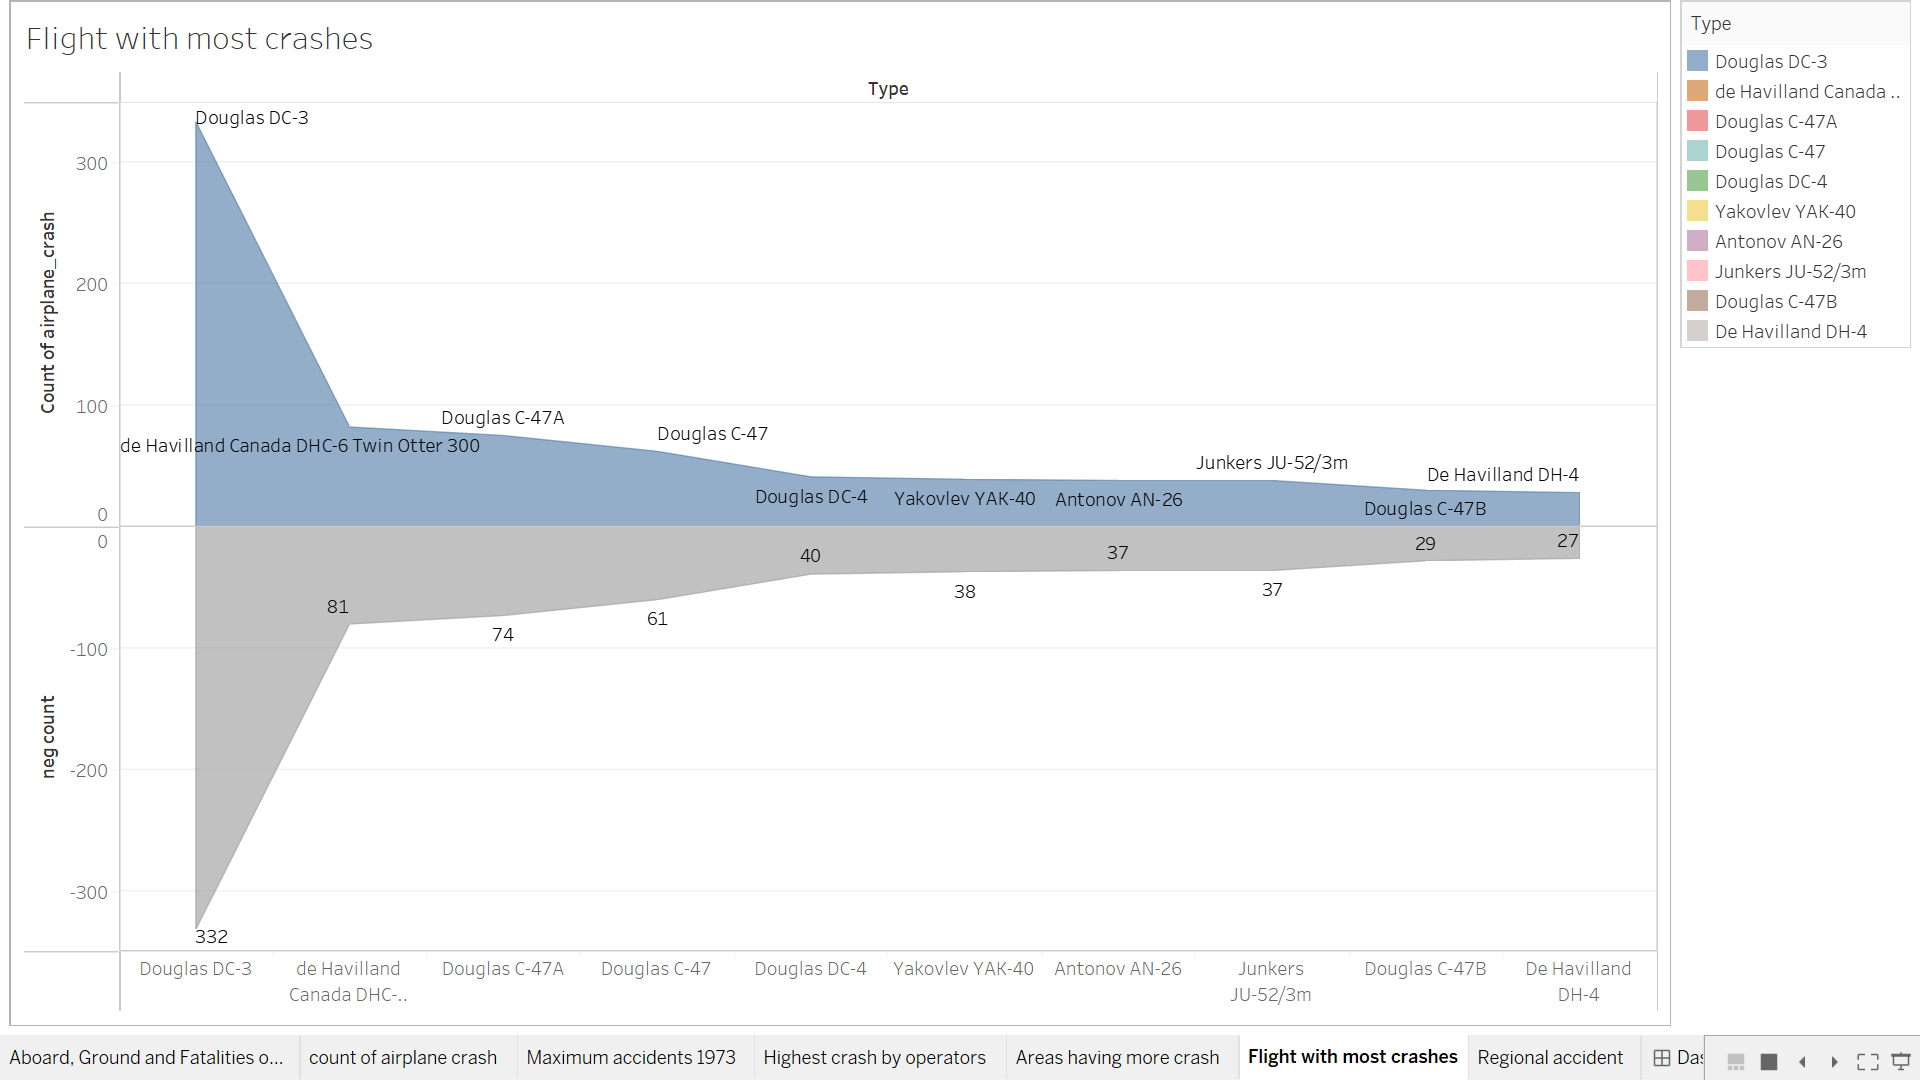 Flight with most crashes
Type
Douglas DC-3
300
200
100
0
Count of airplane_crash
de Havilland Canada DHC-6 Twin Otter 300
Douglas C-47A
Douglas C-47
Douglas DC-4
Yakovlev YAK-40
Antonov AN-26
Junkers JU-52/3m
Douglas C-47B
De Havilland DH-4
0
-100
-200
-300
neg count
332
81
74
61
40
38
37
37
29
27
Douglas DC-3
de Havilland
Canada DHC-..
Douglas C-47A
Douglas C-47
Douglas DC-4
Yakovlev YAK-40
Antonov AN-26
Junkers
JU-52/3m
Douglas C-47B
De Havilland
DH-4
Type
Douglas DC-3
de Havilland Canada ..
Douglas C-47A
Douglas C-47
Douglas DC-4
Yakovlev YAK-40
Antonov AN-26
Junkers JU-52/3m
Douglas C-47B
De Havilland DH-4
Aboard, Ground and Fatalities o...
count of airplane crash
Maximum accidents 1973
Highest crash by operators
Areas having more crash
Flight with most crashes
Regional accident
Das